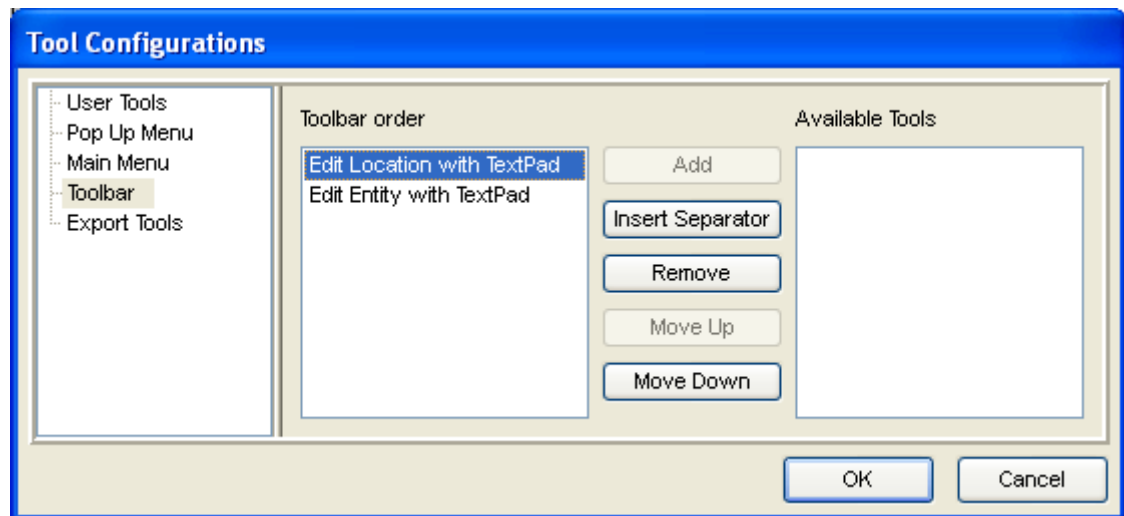 Tool Configurations
User Tools
Pop Up Menu
Main Menu
Toolbar
Export Tools
Toolbar order
Edit Location with TextPad
Edit Entity with TextPad
Add
Insert Separator
Remove
Move Up
Move Down
Available Tools
OK
Cancel